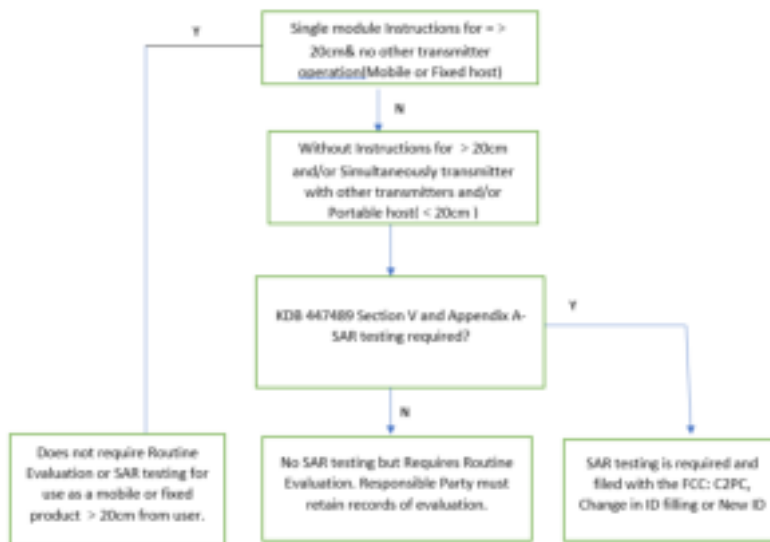 Y
Single module Instructions for = >
20cm& no other transmitter
operation(Mobile or Fixed host)
N
Without Instructions for > 20cm
and/or Simultaneously transmitter
with other transmitters and/or
Portable host( < 20cm )
KDB 447489 Section V and Appendix A-
SAR testing required?
Y
N
Does not require Routine
Evaluation or SAR testing for
use as a mobile or fixed
product > 20cm from user.
No SAR testing but Requires Routine
Evaluation. Responsible Party must
retain records of evaluation.
SAR testing is required and
filed with the FCC: C2PC,
Change in ID filling or New ID